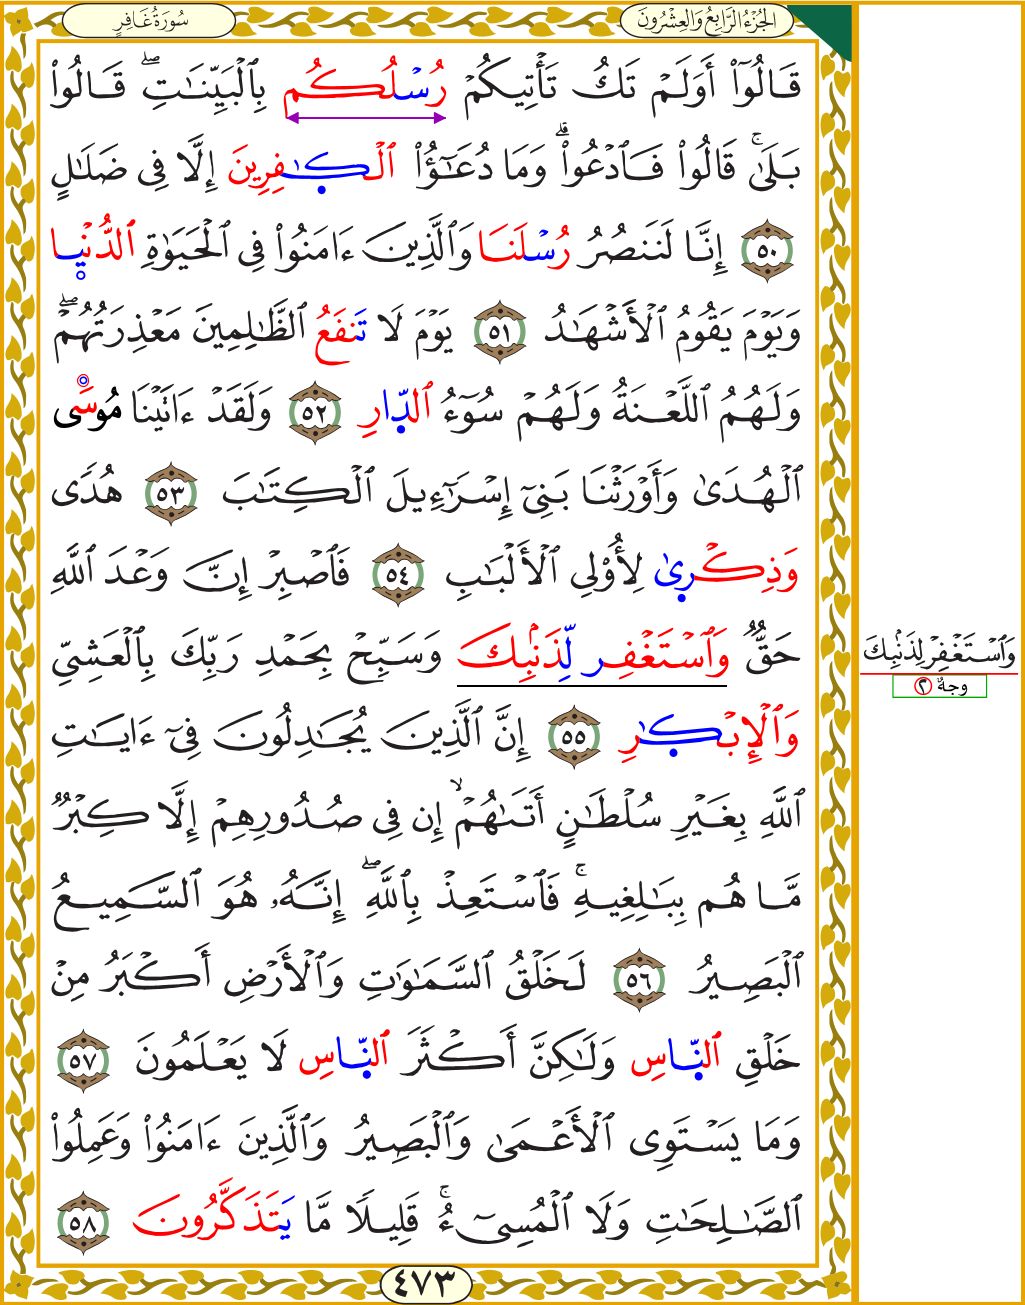 الجُزْءُ الرَّابِعُ وَالعِشْرُونَ
سُورَةُ غَافِرٍ
قَالُوٓاْ أَوَلَمۡ تَكُ تَأۡتِيكُمۡ رُسۡلُكُم بِٱلۡبَيِّنَٰتِۖ قَالُواْ
بَلَىٰۚ قَالُواْ فَٱدۡعُواْۗ وَمَا دُعَٰٓؤُاْ ٱلۡكَٰفِرِينَ إِلَّا فِي ضَلَٰلٍ
٥٠ إِنَّا لَنَنصُرُ رُسۡلَنَا وَٱلَّذِينَ ءَامَنُواْ فِي ٱلۡحَيَوٰةِ ٱلدُّنۡيَا
وَيَوۡمَ يَقُومُ ٱلۡأَشۡهَٰدُ ٥١ يَوۡمَ لَا تَنفَعُ ٱلظَّٰلِمِينَ مَعۡذِرَتُهُمۡۖ
وَلَهُمُ ٱللَّعۡنَةُ وَلَهُمۡ سُوٓءُ ٱلدَّارِ ٥٢ وَلَقَدۡ ءَاتَيۡنَا مُوسَى
ٱلۡهُدَىٰ وَأَوۡرَثۡنَا بَنِيٓ إِسۡرَٰٓءِيلَ ٱلۡكِتَٰبَ ٥٣ هُدٗى
وَذِكۡرِىٰ لِأُوْلِي ٱلۡأَلۡبَٰبِ ٥٤ فَٱصۡبِرۡ إِنَّ وَعۡدَ ٱللَّهِ
حَقّٞ وَٱسۡتَغۡفِر لِّذَنۢبِكَ وَسَبِّحۡ بِحَمۡدِ رَبِّكَ بِٱلۡعَشِيِّ
وَٱلۡإِبۡكَٰرِ ٥٥ إِنَّ ٱلَّذِينَ يُجَٰدِلُونَ فِيٓ ءَايَٰتِ
ٱللَّهِ بِغَيۡرِ سُلۡطَٰنٍ أَتَىٰهُمۡۙ إِن فِي صُدُورِهِمۡ إِلَّا كِبۡرٞ
مَّا هُم بِبَٰلِغِيهِۚ فَٱسۡتَعِذۡ بِٱللَّهِۖ إِنَّهُۥ هُوَ ٱلسَّمِيعُ
ٱلۡبَصِيرُ ٥٦ لَخَلۡقُ ٱلسَّمَٰوَٰتِ وَٱلۡأَرۡضِ أَكۡبَرُ مِنۡ
خَلۡقِ ٱلنَّاسِ وَلَٰكِنَّ أَكۡثَرَ ٱلنَّاسِ لَا يَعۡلَمُونَ ٥٧
وَمَا يَسۡتَوِي ٱلۡأَعۡمَىٰ وَٱلۡبَصِيرُ وَٱلَّذِينَ ءَامَنُواْ وَعَمِلُواْ
ٱلصَّٰلِحَٰتِ وَلَا ٱلۡمُسِيٓءُۚ قَلِيلٗا مَّا يَتَذَكَّرُونَ ٥٨
٤٧٣
وَٱسۡتَغۡفِرۡ لِذَنۢبِكَ
وجهٌ ٢